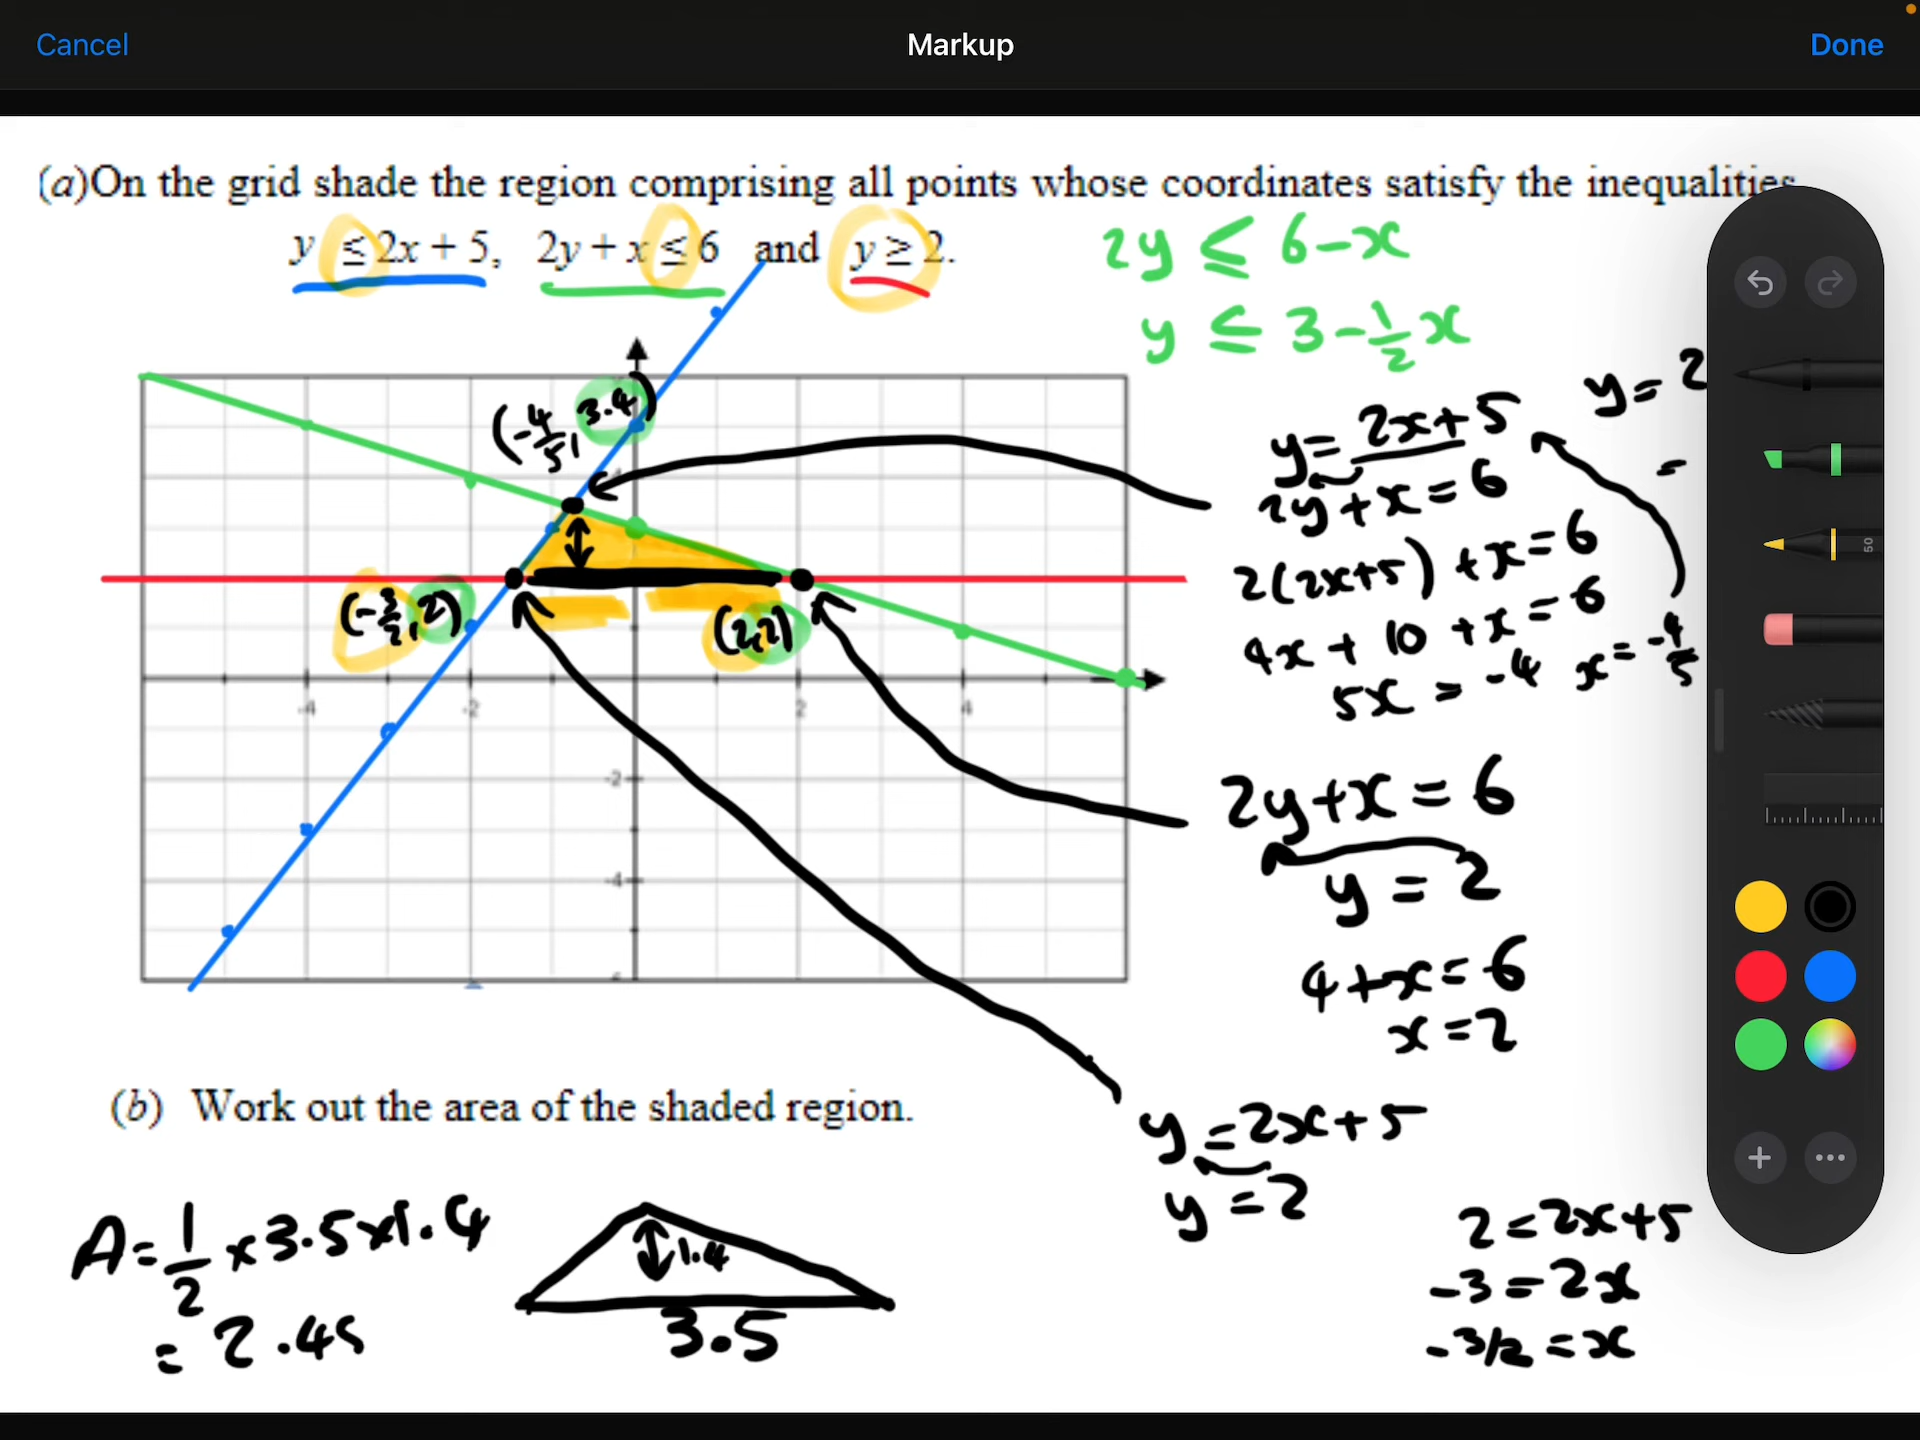 Cancel
Markup
Done
(a)On the grid shade the region comprising all points whose coordinates satisfy the inequalities
y ≤ 2x + 5, 2y + x ≤ 6 and y ≥ 2.
2y ≤ 6-x
y ≤ 3-½x
y= 2
=
(-4/5, 3.4)
(-3/2, 2)
(2,2)
-4
-2
2
4
-2
-4
y= 2x+5
2y+x=6
2(2x+5) +x=6
4x + 10 +x=6
5x = -4 x=-4/5
2y+x=6
y=2
4+x=6
x=2
(b) Work out the area of the shaded region.
y=2x+5
y=2
2=2x+5
-3=2x
-3/2=x
A=½×3.5×1.4
= 2.45
1.4
3.5
50